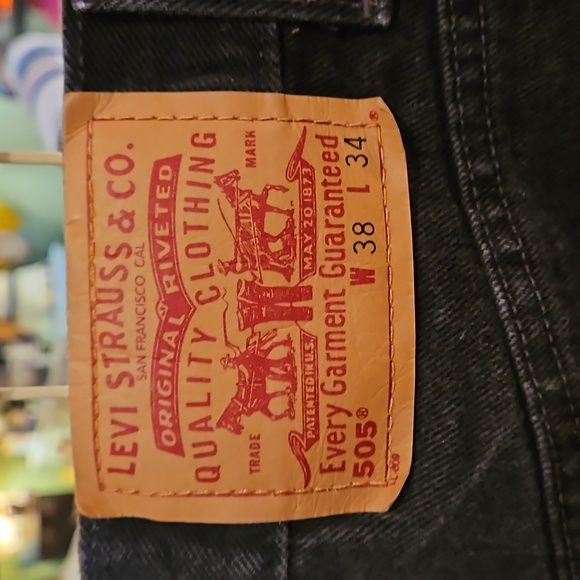 LEVI STRAUSS & CO.
SAN FRANCISCO, CAL
ORIGINAL RIVETED
QUALITY CLOTHING
TRADE MARK
PATENTED IN U.S. MAY 20 1873
Every Garment Guaranteed
505® W 38 L 34
®